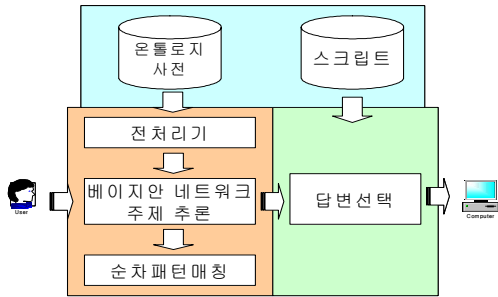 온톨로지
사전
스크립트
전처리기
베이지안 네트워크
주제 추론
답변선택
순차패턴매칭
User
Computer